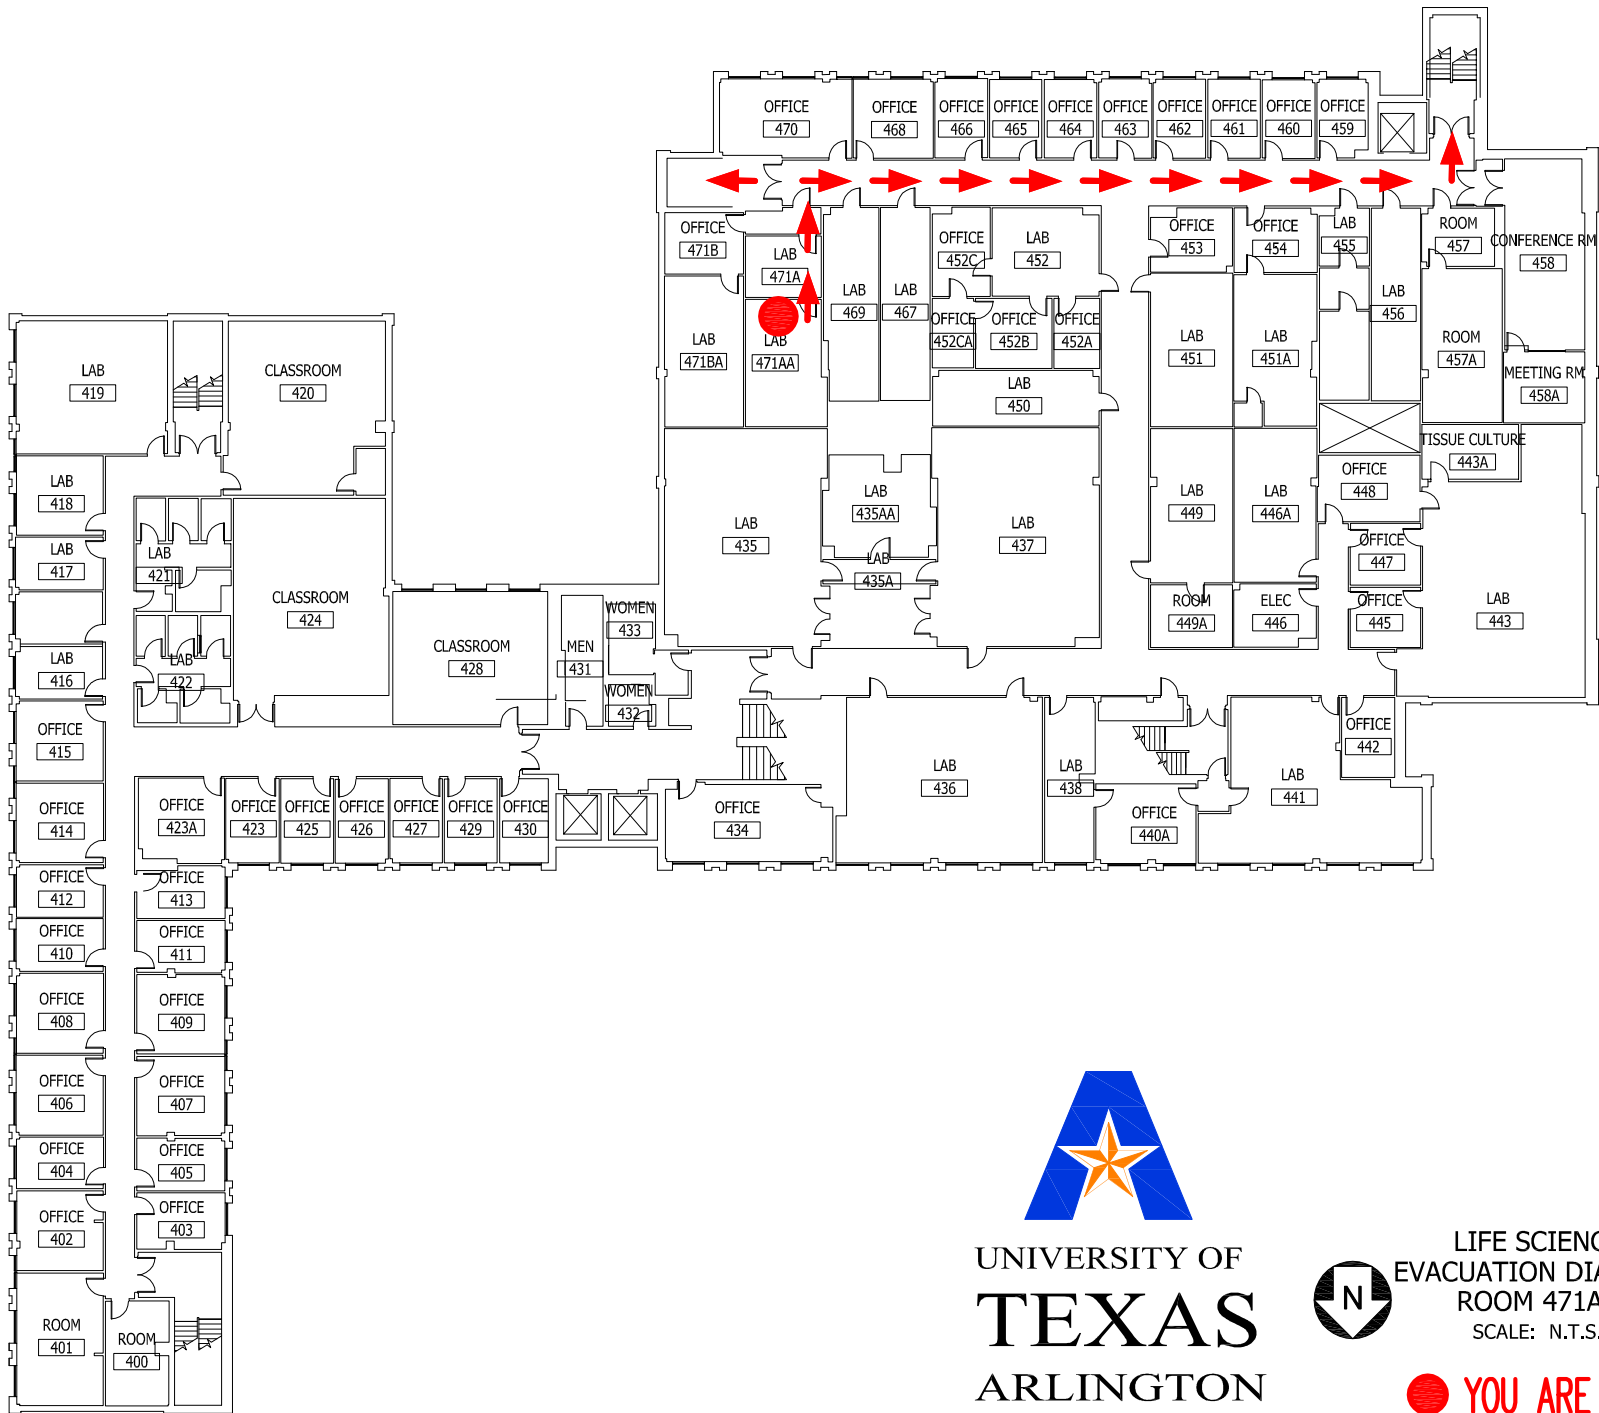 OFFICE
470
OFFICE
468
OFFICE
466
OFFICE
465
OFFICE
464
OFFICE
463
OFFICE
462
OFFICE
461
OFFICE
460
OFFICE
459
OFFICE
471B
LAB
471A
LAB
469
LAB
467
OFFICE
452C
LAB
452
OFFICE
453
OFFICE
454
LAB
455
LAB
456
ROOM
457
CONFERENCE RM
458
LAB
471BA
LAB
471AA
OFFICE
452CA
OFFICE
452B
OFFICE
452A
LAB
451
LAB
451A
ROOM
457A
MEETING RM
458A
LAB
450
LAB
419
CLASSROOM
420
TISSUE CULTURE
443A
OFFICE
448
LAB
418
LAB
435
LAB
435AA
LAB
437
LAB
449
LAB
446A
OFFICE
447
LAB
417
LAB
421
LAB
435A
CLASSROOM
424
WOMEN
433
ROOM
449A
ELEC
446
OFFICE
445
LAB
443
LAB
416
LAB
422
CLASSROOM
428
MEN
431
WOMEN
432
OFFICE
415
LAB
436
LAB
438
LAB
441
442
OFFICE
OFFICE
414
OFFICE
423A
OFFICE
423
OFFICE
425
OFFICE
426
OFFICE
427
OFFICE
429
OFFICE
430
OFFICE
434
OFFICE
440A
OFFICE
412
OFFICE
413
OFFICE
410
OFFICE
411
OFFICE
408
OFFICE
409
OFFICE
406
OFFICE
407
OFFICE
404
OFFICE
405
OFFICE
402
OFFICE
403
ROOM
401
ROOM
400
UNIVERSITY OF
TEXAS
ARLINGTON
N
LIFE SCIENC
EVACUATION DIA
ROOM 471A
SCALE: N.T.S.
YOU ARE